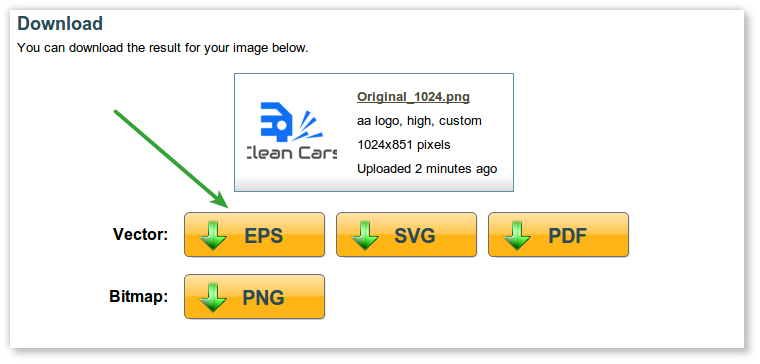 Download
You can download the result for your image below.
Original_1024.png
aa logo, high, custom
1024x851 pixels
Uploaded 2 minutes ago
Clean Cars
Vector:
EPS
SVG
PDF
Bitmap:
PNG